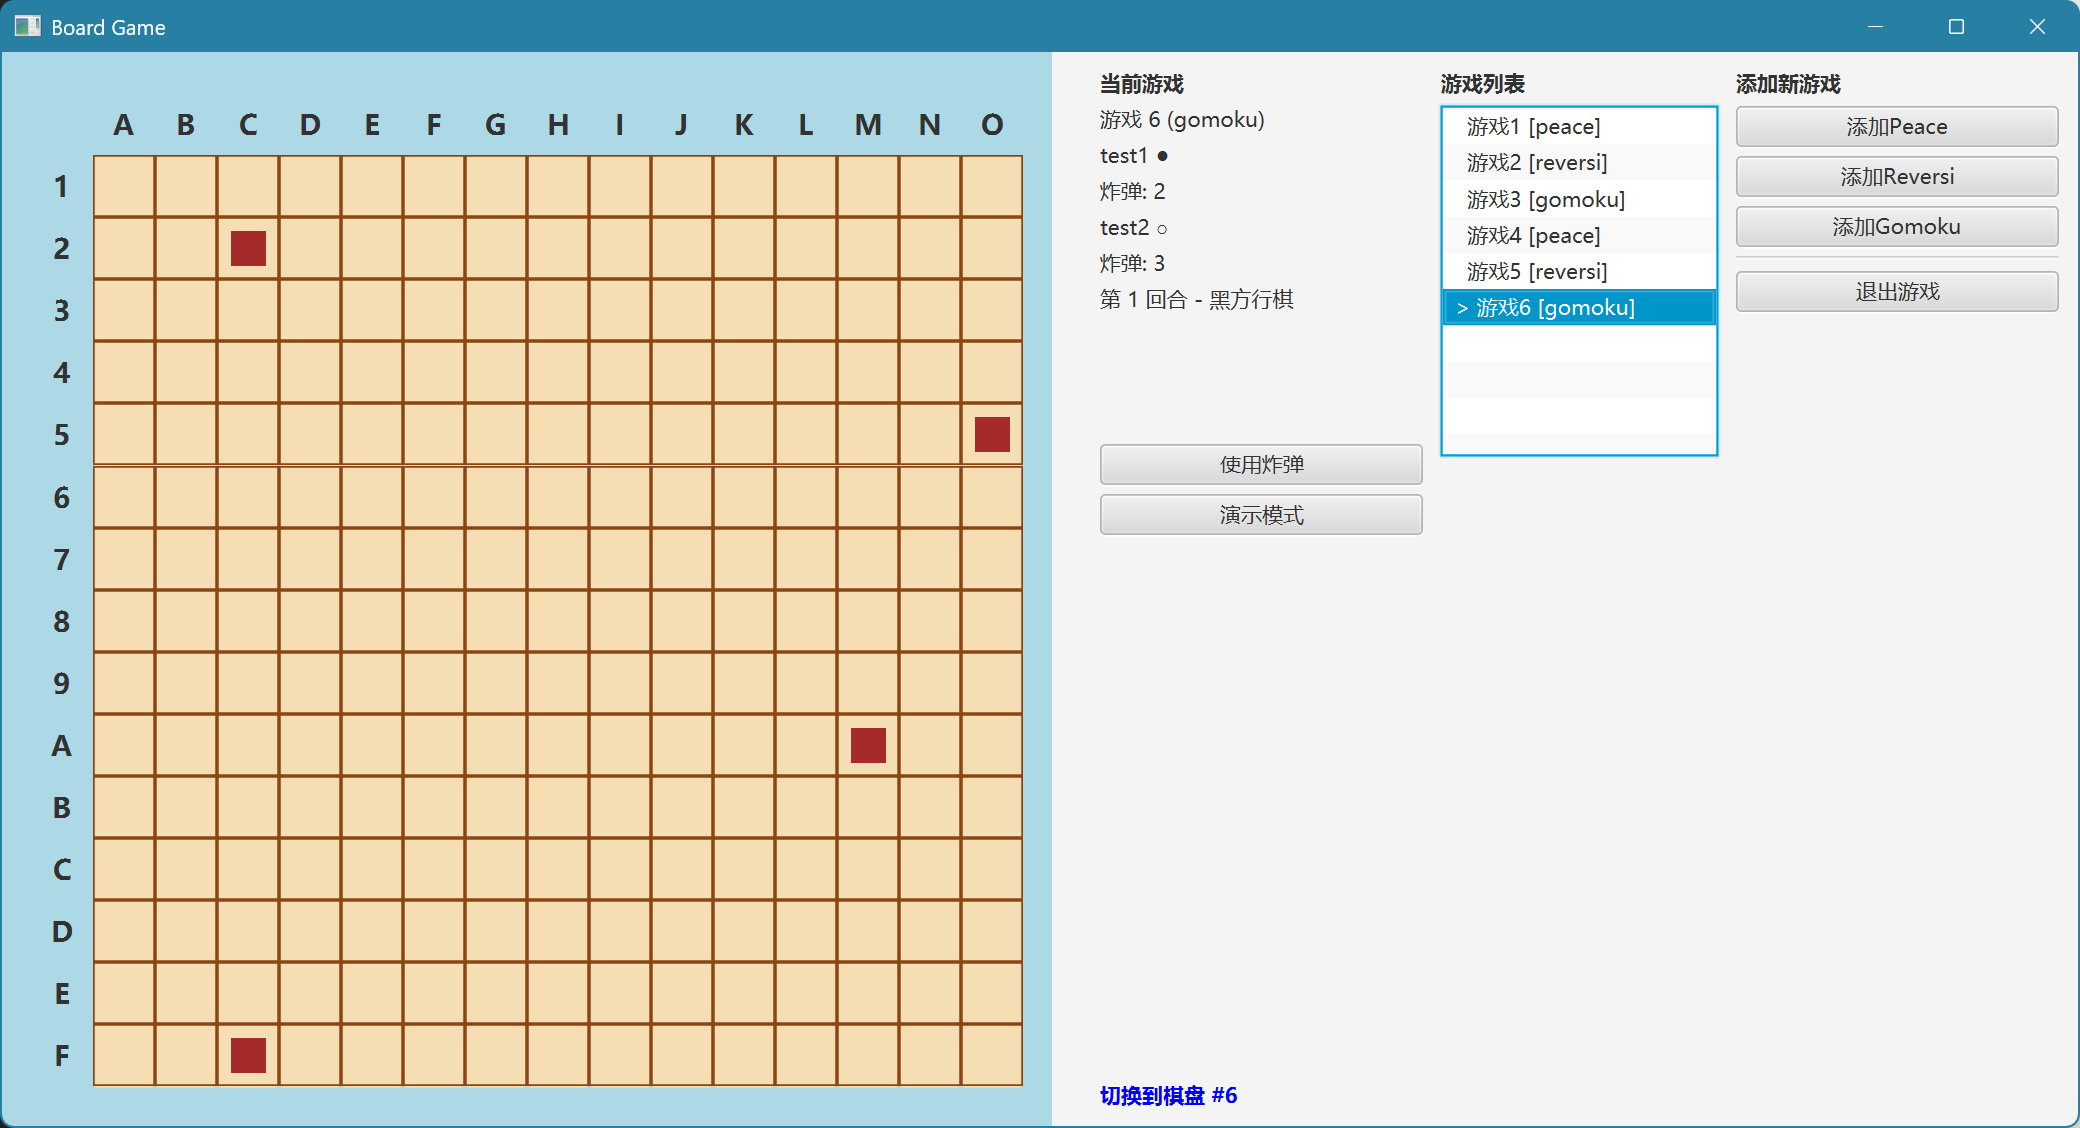 Board Game
A B C D E F G H I J K L M N O
1
2
3
4
5
6
7
8
9
A
B
C
D
E
F
当前游戏
游戏 6 (gomoku)
test1 ●
炸弹: 2
test2 ○
炸弹: 3
第 1 回合 - 黑方行棋
使用炸弹
演示模式
切换到棋盘 #6
游戏列表
游戏1 [peace]
游戏2 [reversi]
游戏3 [gomoku]
游戏4 [peace]
游戏5 [reversi]
> 游戏6 [gomoku]
添加新游戏
添加Peace
添加Reversi
添加Gomoku
退出游戏